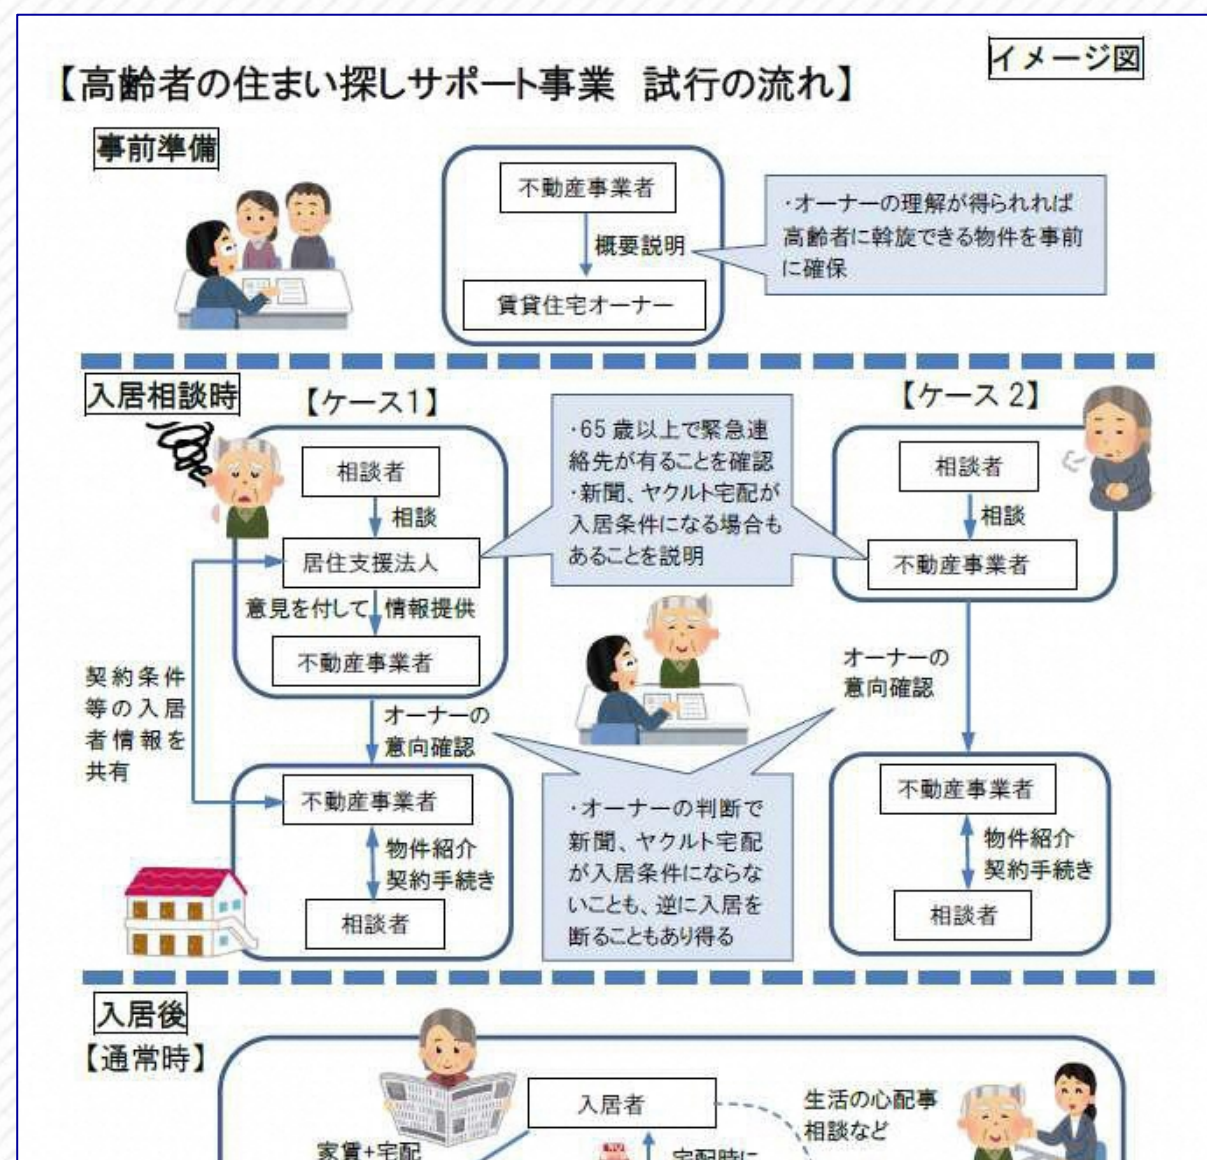 イメージ図
【高齢者の住まい探しサポート事業　試行の流れ】
事前準備
不動産事業者
概要説明
賃貸住宅オーナー
・オーナーの理解が得られれば
高齢者に斡旋できる物件を事前
に確保
入居相談時
【ケース1】
相談者
相談
居住支援法人
意見を付して 情報提供
不動産事業者
オーナーの
意向確認
契約条件
等の入居
者情報を
共有
不動産事業者
物件紹介
契約手続き
相談者
・65 歳以上で緊急連
絡先が有ることを確認
・新聞、ヤクルト宅配が
入居条件になる場合も
あることを説明
・オーナーの判断で
新聞、ヤクルト宅配
が入居条件にならな
いことも、逆に入居を
断ることもあり得る
【ケース 2】
相談者
相談
不動産事業者
オーナーの
意向確認
不動産事業者
物件紹介
契約手続き
相談者
入居後
【通常時】
入居者
生活の心配事
相談など
家賃+宅配
宅配時に